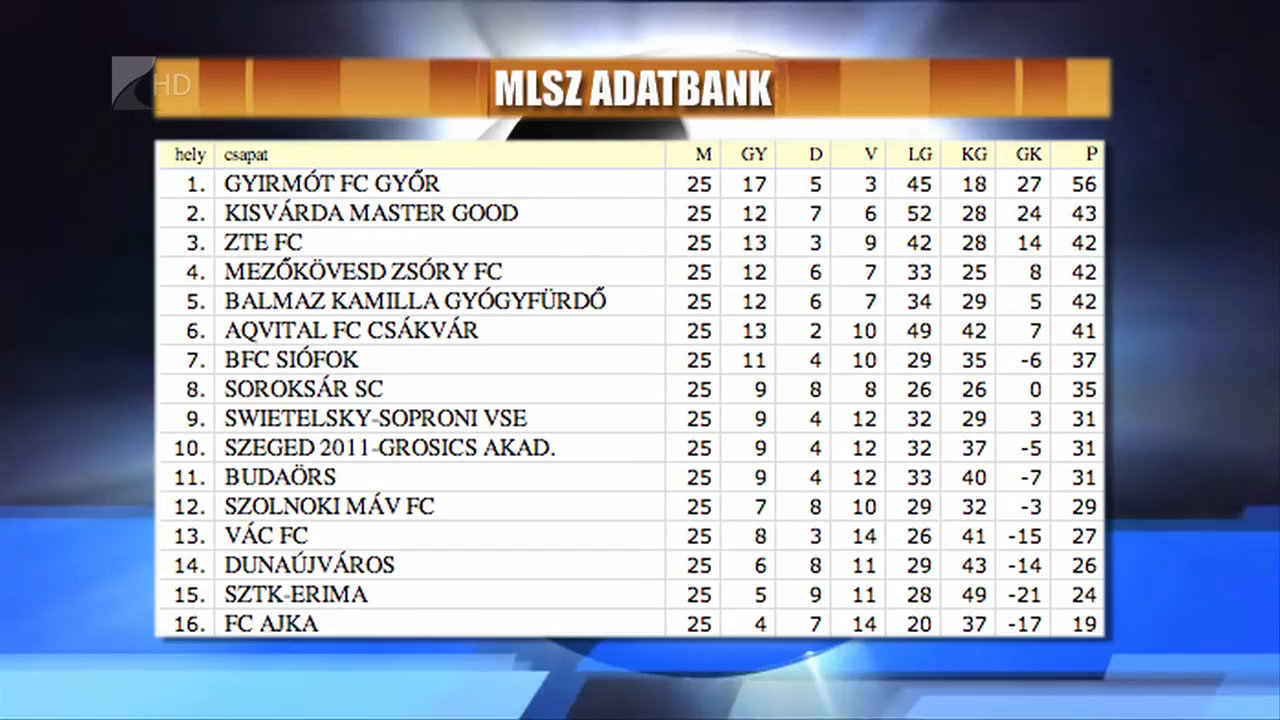 HD
MLSZ ADATBANK
hely csapat M GY D V LG KG GK P
1. GYIRMÓT FC GYŐR 25 17 5 3 45 18 27 56
2. KISVÁRDA MASTER GOOD 25 12 7 6 52 28 24 43
3. ZTE FC 25 13 3 9 42 28 14 42
4. MEZŐKÖVESD ZSÓRY FC 25 12 6 7 33 25 8 42
5. BALMAZ KAMILLA GYÓGYFÜRDŐ 25 12 6 7 34 29 5 42
6. AQVITAL FC CSÁKVÁR 25 13 2 10 49 42 7 41
7. BFC SIÓFOK 25 11 4 10 29 35 -6 37
8. SOROKSÁR SC 25 9 8 8 26 26 0 35
9. SWIETELSKY-SOPRONI VSE 25 9 4 12 32 29 3 31
10. SZEGED 2011-GROSICS AKAD. 25 9 4 12 32 37 -5 31
11. BUDAÖRS 25 9 4 12 33 40 -7 31
12. SZOLNOKI MÁV FC 25 7 8 10 29 32 -3 29
13. VÁC FC 25 8 3 14 26 41 -15 27
14. DUNAÚJVÁROS 25 6 8 11 29 43 -14 26
15. SZTK-ERIMA 25 5 9 11 28 49 -21 24
16. FC AJKA 25 4 7 14 20 37 -17 19